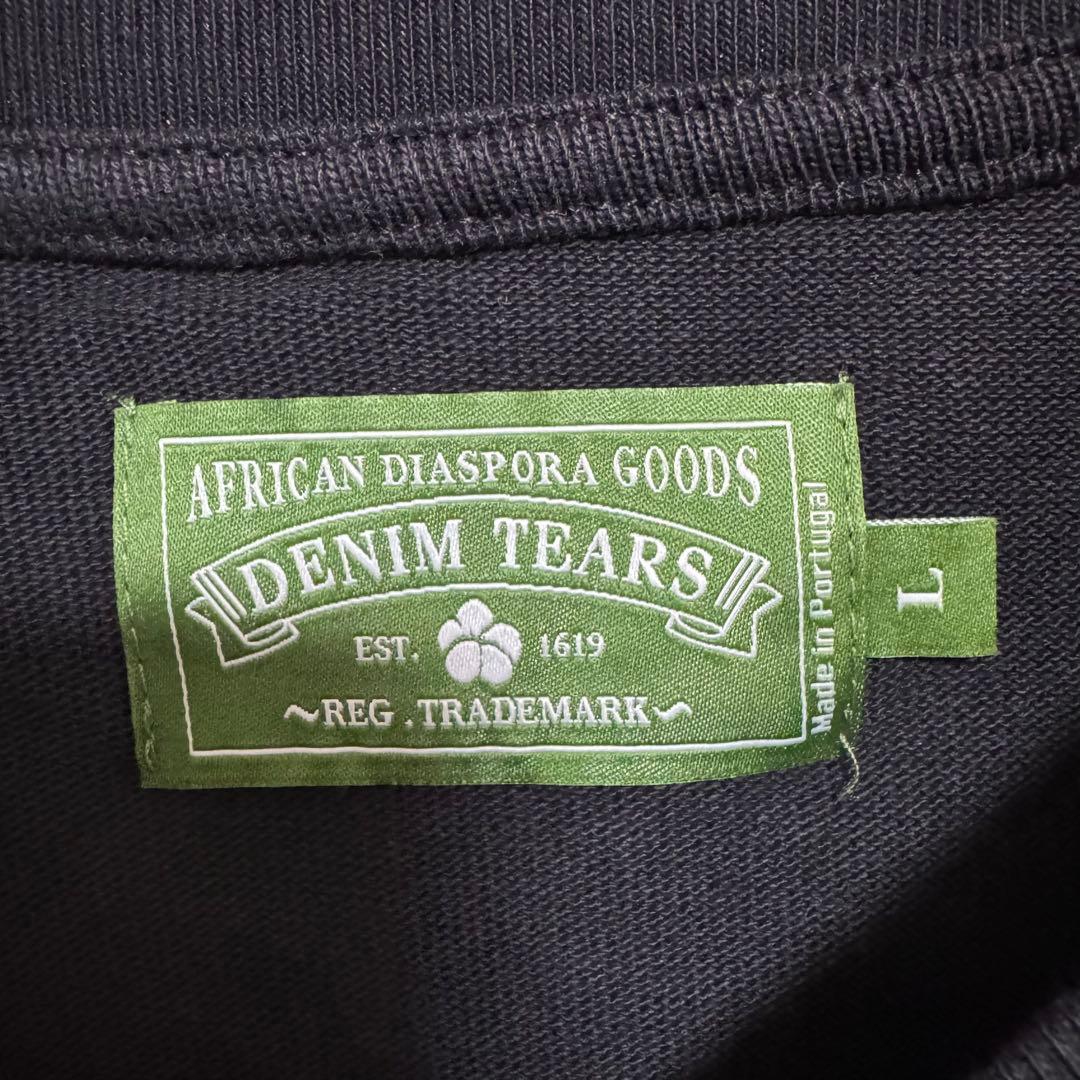 AFRICAN DIASPORA GOODS
DENIM TEARS
EST. 1619
~REG .TRADEMARK~
Made in Portugal
L